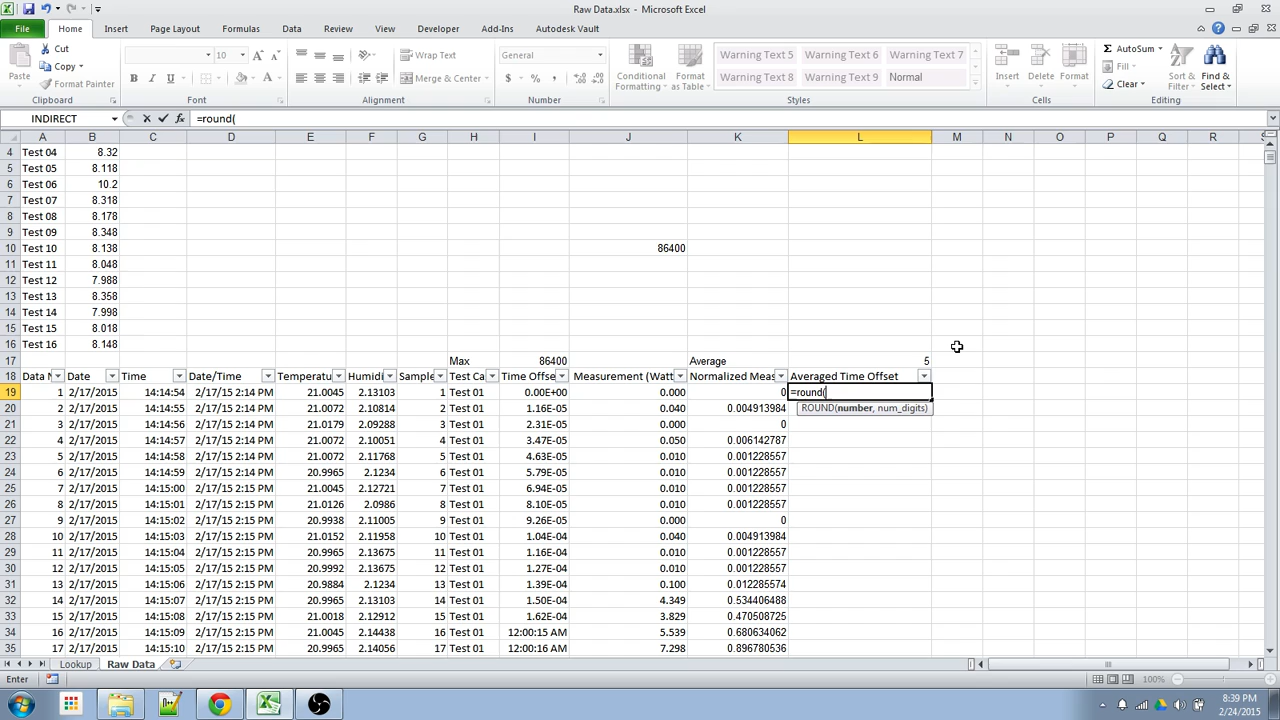 Raw Data.xlsx - Microsoft Excel
File Home Insert Page Layout Formulas Data Review View Developer Add-Ins Autodesk Vault
Cut Copy Format Painter Paste
10 Wrap Text Merge & Center General
Conditional Formatting Format as Table
Warning Text 5 Warning Text 6 Warning Text 7
Warning Text 8 Warning Text 9 Normal
Insert Delete Format AutoSum Fill Clear Sort & Filter Find & Select
Clipboard Font Alignment Number Styles Cells Editing
INDIRECT =round(
A B C D E F G H I J K L M N O P Q R S
4 Test 04 8.32
5 Test 05 8.118
6 Test 06 10.2
7 Test 07 8.318
8 Test 08 8.178
9 Test 09 8.348
10 Test 10 8.138 86400
11 Test 11 8.048
12 Test 12 7.988
13 Test 13 8.358
14 Test 14 7.998
15 Test 15 8.018
16 Test 16 8.148
17 Max 86400 Average 5
18 Data N Date Time Date/Time Temperatu Humidi Sample Test Ca Time Offse Measurement (Watt Normalized Meas Averaged Time Offset
19 1 2/17/2015 14:14:54 2/17/15 2:14 PM 21.0045 2.13103 1 Test 01 0.00E+00 0.000 0 =round(
20 2 2/17/2015 14:14:55 2/17/15 2:14 PM 21.0072 2.10814 2 Test 01 1.16E-05 0.040 0.004913984 ROUND(number, num_digits)
21 3 2/17/2015 14:14:56 2/17/15 2:14 PM 21.0179 2.09288 3 Test 01 2.31E-05 0.000 0
22 4 2/17/2015 14:14:57 2/17/15 2:14 PM 21.0072 2.10051 4 Test 01 3.47E-05 0.050 0.006142787
23 5 2/17/2015 14:14:58 2/17/15 2:14 PM 21.0072 2.11768 5 Test 01 4.63E-05 0.010 0.001228557
24 6 2/17/2015 14:14:59 2/17/15 2:14 PM 20.9965 2.1234 6 Test 01 5.79E-05 0.010 0.001228557
25 7 2/17/2015 14:15:00 2/17/15 2:15 PM 21.0045 2.12721 7 Test 01 6.94E-05 0.010 0.001228557
26 8 2/17/2015 14:15:01 2/17/15 2:15 PM 21.0126 2.0986 8 Test 01 8.10E-05 0.010 0.001228557
27 9 2/17/2015 14:15:02 2/17/15 2:15 PM 20.9938 2.11005 9 Test 01 9.26E-05 0.000 0
28 10 2/17/2015 14:15:03 2/17/15 2:15 PM 21.0152 2.11958 10 Test 01 1.04E-04 0.040 0.004913984
29 11 2/17/2015 14:15:04 2/17/15 2:15 PM 20.9965 2.13675 11 Test 01 1.16E-04 0.010 0.001228557
30 12 2/17/2015 14:15:05 2/17/15 2:15 PM 20.9992 2.13675 12 Test 01 1.27E-04 0.010 0.001228557
31 13 2/17/2015 14:15:06 2/17/15 2:15 PM 20.9884 2.1234 13 Test 01 1.39E-04 0.100 0.012285574
32 14 2/17/2015 14:15:07 2/17/15 2:15 PM 20.9965 2.13103 14 Test 01 1.50E-04 4.349 0.534406488
33 15 2/17/2015 14:15:08 2/17/15 2:15 PM 21.0018 2.12912 15 Test 01 1.62E-04 3.829 0.470508725
34 16 2/17/2015 14:15:09 2/17/15 2:15 PM 21.0045 2.14438 16 Test 01 12:00:15 AM 5.539 0.680634062
35 17 2/17/2015 14:15:10 2/17/15 2:15 PM 20.9965 2.14056 17 Test 01 12:00:16 AM 7.298 0.896780536
Lookup Raw Data
Enter 100%
8:39 PM
2/24/2015